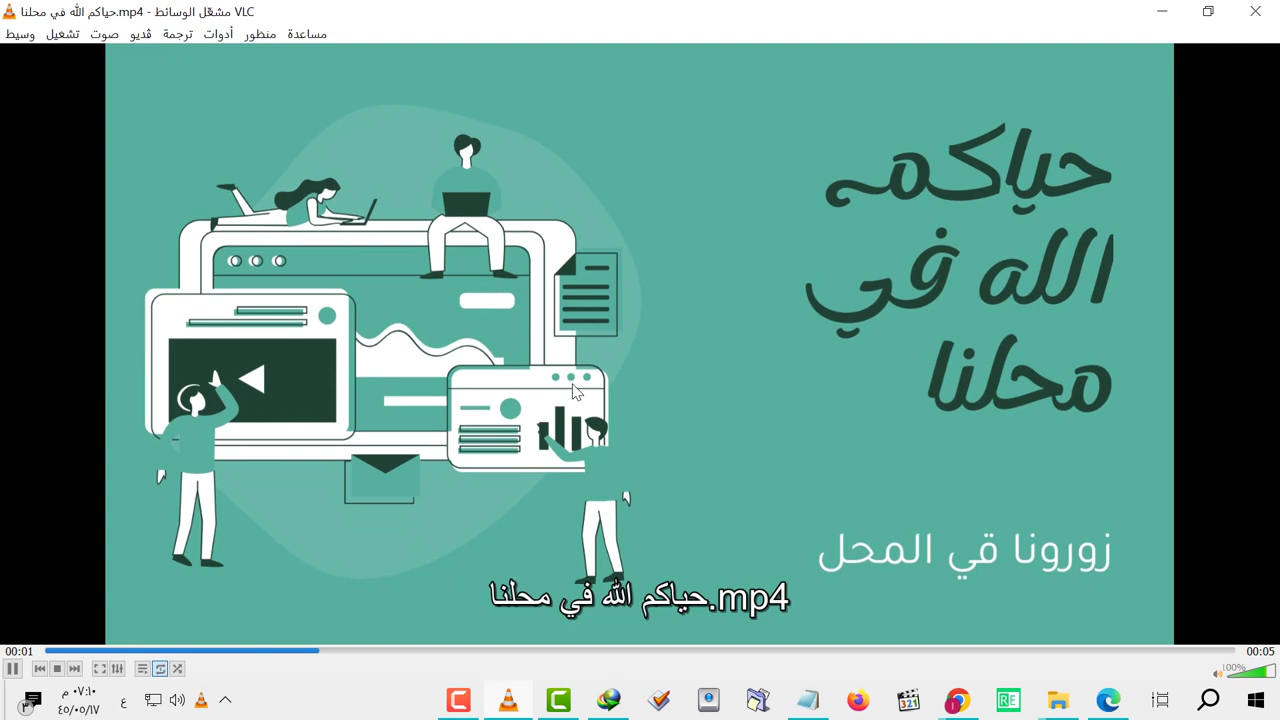 حياكم الله في محلنا.mp4 - مشغّل الوسائط VLC
وسيط تشغيل صوت ڤديو ترجمة أدوات منظور مساعدة
حياكم
الله في
محلنا
زورونا قي المحل
حياكم الله في محلنا.mp4
00:01
00:05
100%
٠٧:١٠ م
٤٥/٠٥/١٧
ع
321
RE